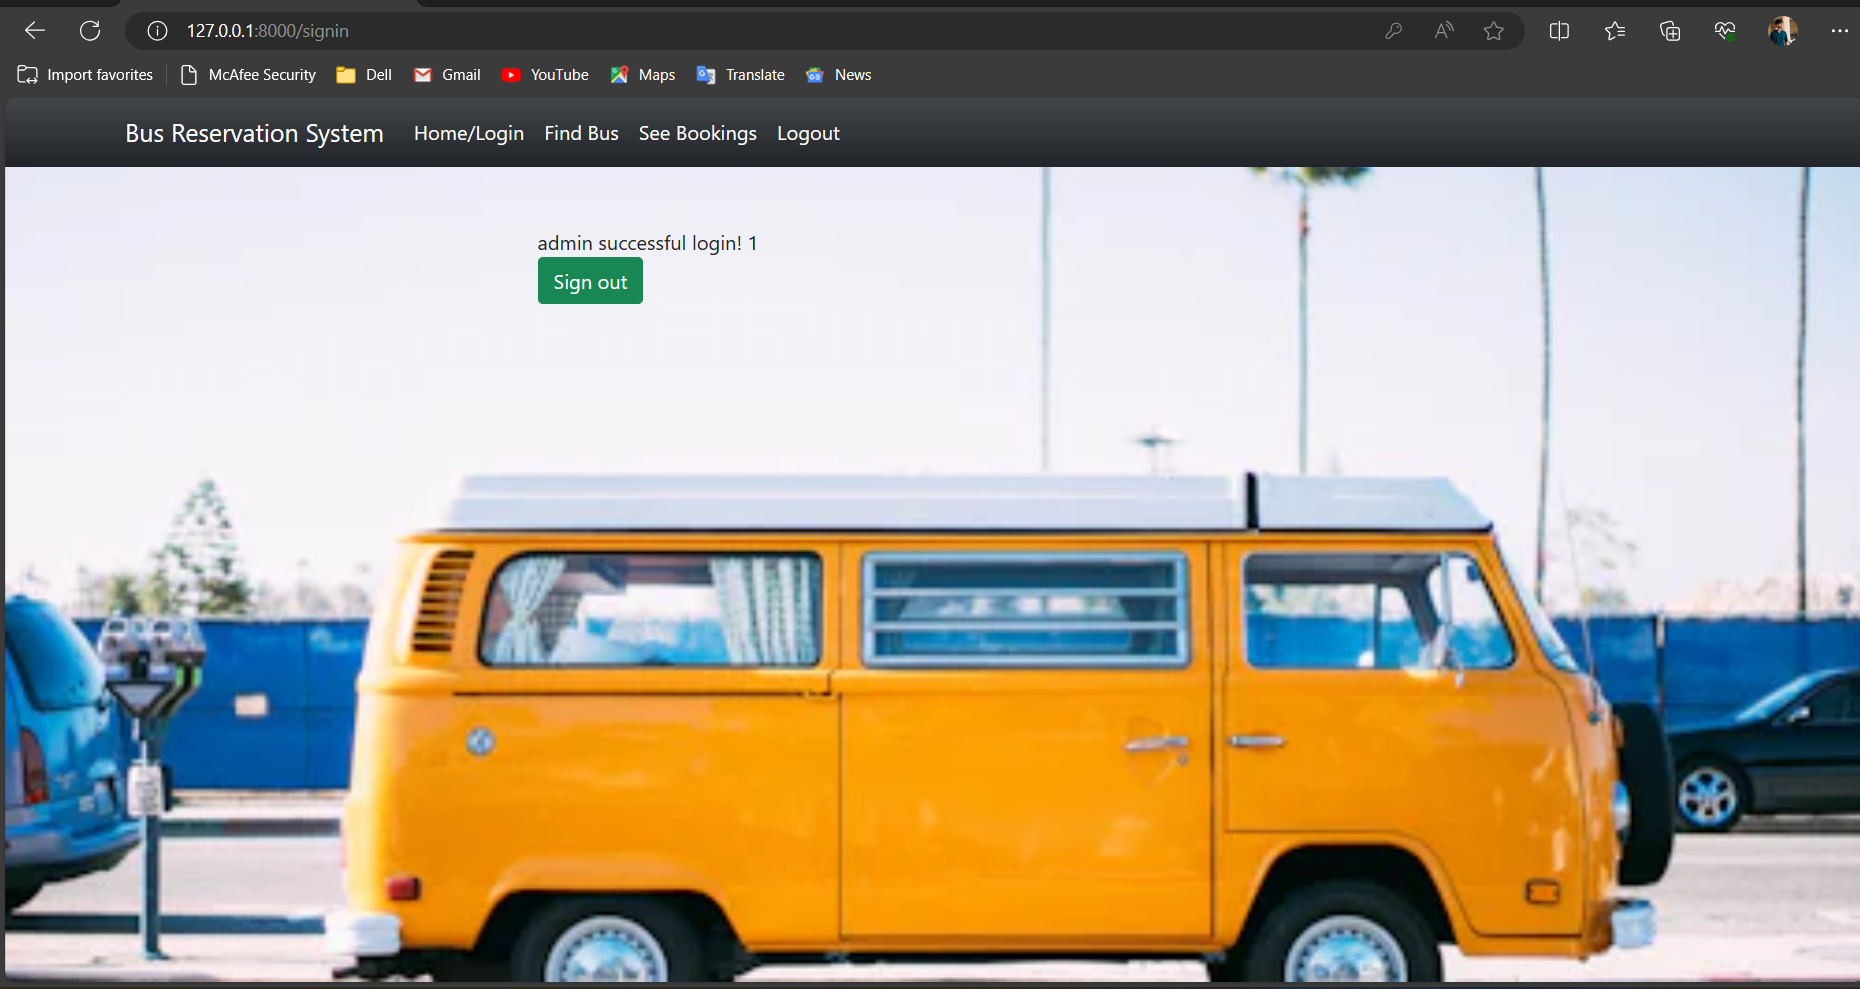 127.0.0.1:8000/signin
Import favorites McAfee Security Dell Gmail YouTube Maps Translate News
Bus Reservation System Home/Login Find Bus See Bookings Logout
admin successful login! 1
Sign out